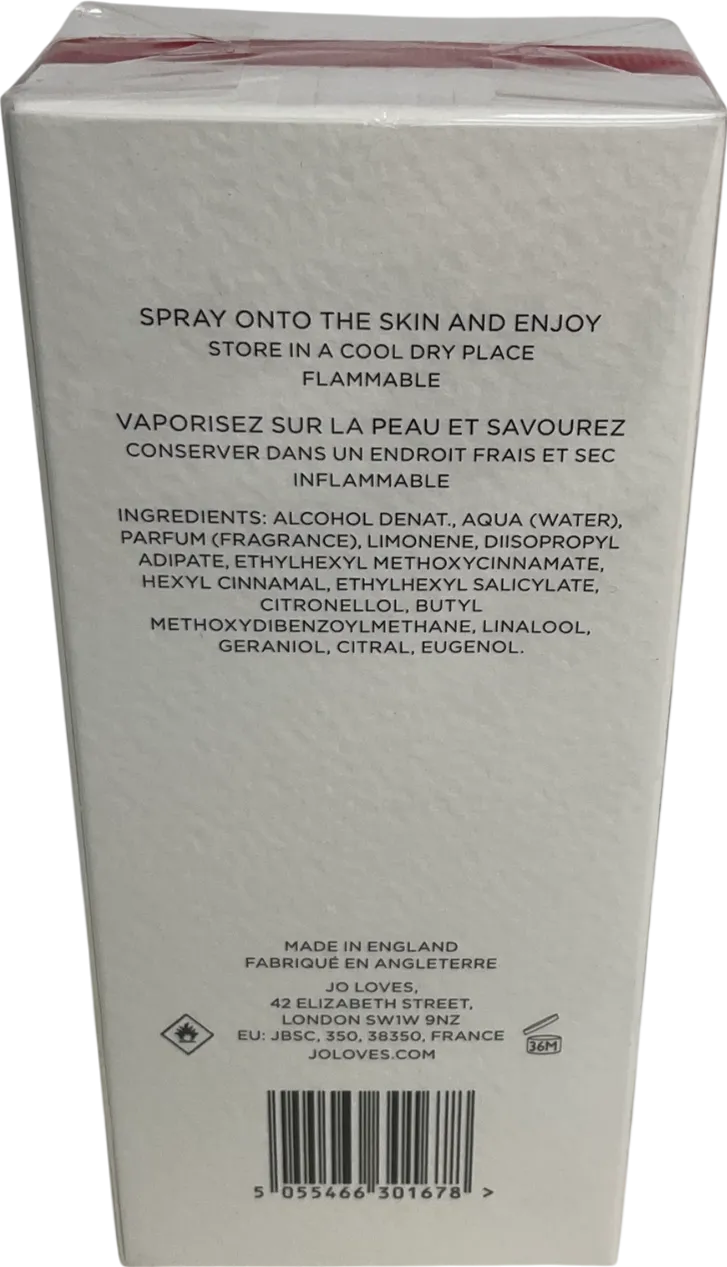 SPRAY ONTO THE SKIN AND ENJOY
STORE IN A COOL DRY PLACE
FLAMMABLE
VAPORISEZ SUR LA PEAU ET SAVOUREZ
CONSERVER DANS UN ENDROIT FRAIS ET SEC
INFLAMMABLE
INGREDIENTS: ALCOHOL DENAT., AQUA (WATER),
PARFUM (FRAGRANCE), LIMONENE, DIISOPROPYL
ADIPATE, ETHYLHEXYL METHOXYCINNAMATE,
HEXYL CINNAMAL, ETHYLHEXYL SALICYLATE,
CITRONELLOL, BUTYL
METHOXYDIBENZOYLMETHANE, LINALOOL,
GERANIOL, CITRAL, EUGENOL.
MADE IN ENGLAND
FABRIQUÉ EN ANGLETERRE
JO LOVES,
42 ELIZABETH STREET,
LONDON SW1W 9NZ
EU: JBSC, 350, 38350, FRANCE
JOLOVES.COM
36M
5 055466 301678 >